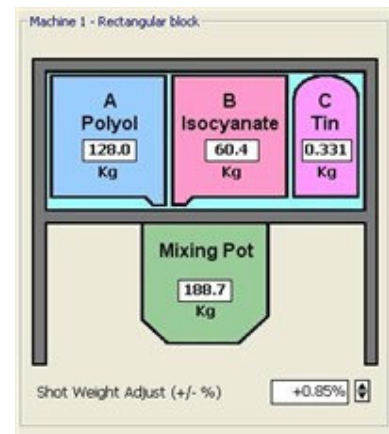 Machine 1 - Rectangular block
A
Polyol
128.0
Kg
B
Isocyanate
60.4
Kg
C
Tin
0.331
Kg
Mixing Pot
188.7
Kg
Shot Weight Adjust (+/- %) +0.85%